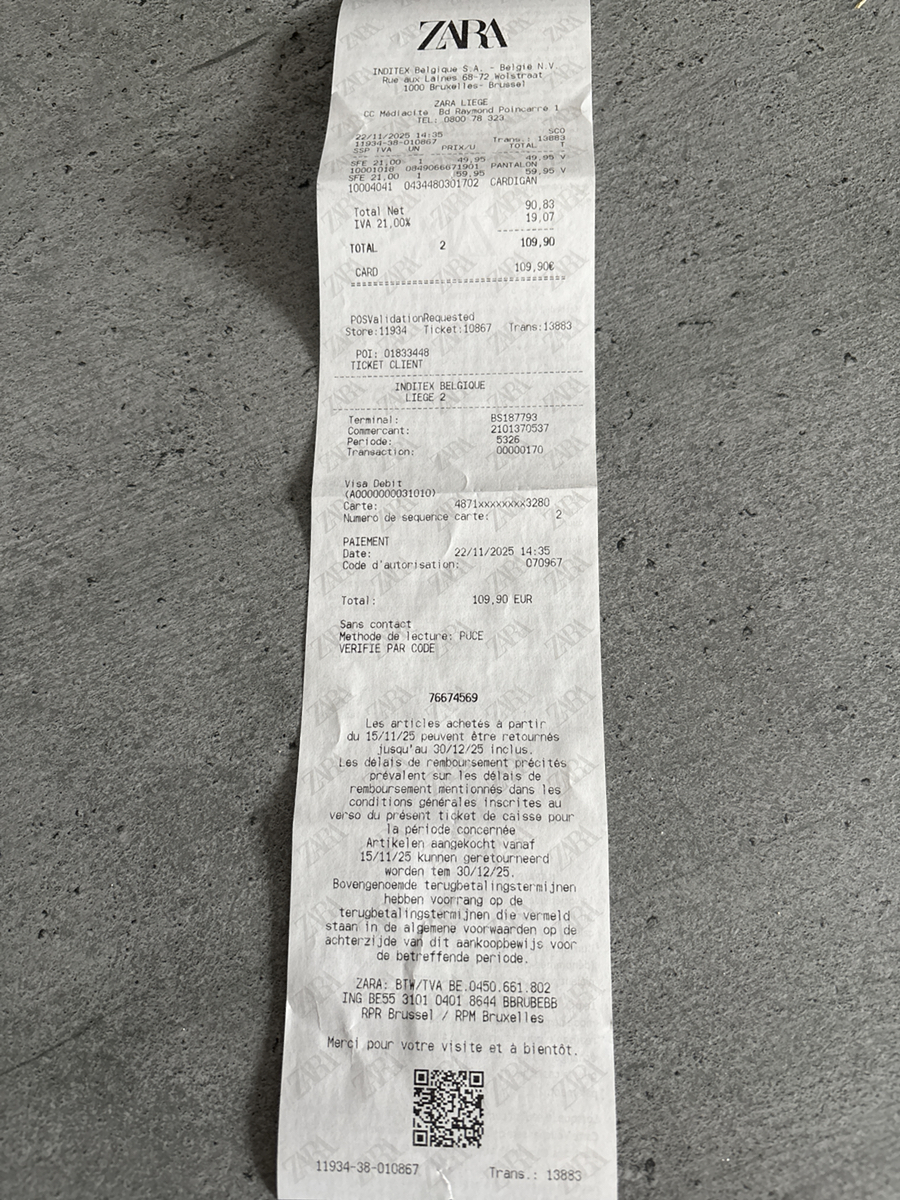 ZARA
INDITEX Belgique S.A. - België N.V
Rue aux Laines 68-72 Wolstraat
1000 Bruxelles- Brussel
ZARA LIEGE
CC Médiacité Bd Raymond Poincarré 1
TEL: 0800 78 323
SCO
22/11/2025 14:35 Trans.: 13883
11934-38-010867 TOTAL T
SSP IVA UN PRIX/U
SFE 21,00 1 49,95 49,95 V
10001018 0849066671901 PANTALON
SFE 21,00 1 59,95 59,95 V
10004041 0434480301702 CARDIGAN
Total Net 90,83
IVA 21,00% 19,07
TOTAL 2 109,90
CARD 109,90€
POSValidationRequested
Store:11934 Ticket:10867 Trans:13883
POI: 01833448
TICKET CLIENT
INDITEX BELGIQUE
LIEGE 2
Terminal: BS187793
Commercant: 2101370537
Periode: 5326
Transaction: 00000170
Visa Debit
(A0000000031010)
Carte: 4871xxxxxxxx3280
Numero de sequence carte: 2
PAIEMENT
Date: 22/11/2025 14:35
Code d'autorisation: 070967
Total: 109,90 EUR
Sans contact
Methode de lecture: PUCE
VERIFIE PAR CODE
76674569
Les articles achetés à partir
du 15/11/25 peuvent être retournés
jusqu'au 30/12/25 inclus.
Les délais de remboursement précités
prévalent sur les délais de
remboursement mentionnés dans les
conditions générales inscrites au
verso du présent ticket de caisse pour
la période concernée
Artikelen aangekocht vanaf
15/11/25 kunnen geretourneerd
worden tem 30/12/25.
Bovengenoemde terugbetalingstermijnen
hebben voorrang op de
terugbetalingstermijnen die vermeld
staan in de algemene voorwaarden op de
achterzijde van dit aankoopbewijs voor
de betreffende periode.
ZARA: BTW/TVA BE.0450.661.802
ING BE55 3101 0401 8644 BBRUBEBB
RPR Brussel / RPM Bruxelles
Merci pour votre visite et à bientôt.
11934-38-010867 Trans.: 13883